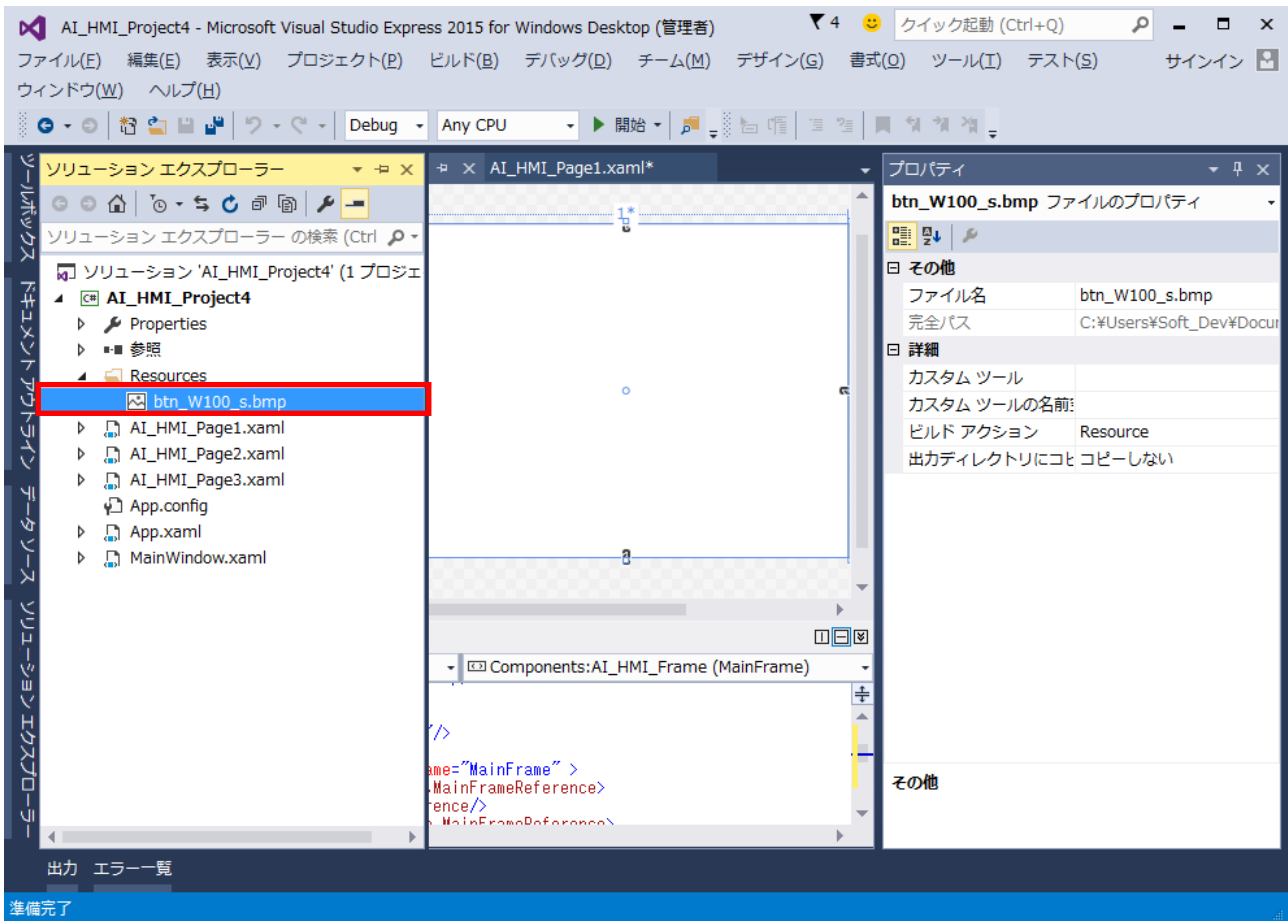 AI_HMI_Project4 - Microsoft Visual Studio Express 2015 for Windows Desktop (管理者)
4
クイック起動 (Ctrl+Q)
ファイル(F) 編集(E) 表示(V) プロジェクト(P) ビルド(B) デバッグ(D) チーム(M) デザイン(G) 書式(O) ツール(T) テスト(S) サインイン
ウィンドウ(W) ヘルプ(H)
Debug Any CPU 開始
ツールボックス
ドキュメント アウトライン
データ ソース
ソリューション エクスプローラー
ソリューション エクスプローラー
ソリューション エクスプローラー の検索 (Ctrl
ソリューション 'AI_HMI_Project4' (1 プロジェ
C# AI_HMI_Project4
Properties
参照
Resources
btn_W100_s.bmp
AI_HMI_Page1.xaml
AI_HMI_Page2.xaml
AI_HMI_Page3.xaml
App.config
App.xaml
MainWindow.xaml
AI_HMI_Page1.xaml*
1*
Components:AI_HMI_Frame (MainFrame)
"/>
ame="MainFrame" >
.MainFrameReference>
rence/>
.MainFrameReference>
プロパティ
btn_W100_s.bmp ファイルのプロパティ
その他
ファイル名 btn_W100_s.bmp
完全パス C:¥Users¥Soft_Dev¥Docur
詳細
カスタム ツール
カスタム ツールの名前空
ビルド アクション Resource
出力ディレクトリにコピ コピーしない
その他
出力 エラー一覧
準備完了